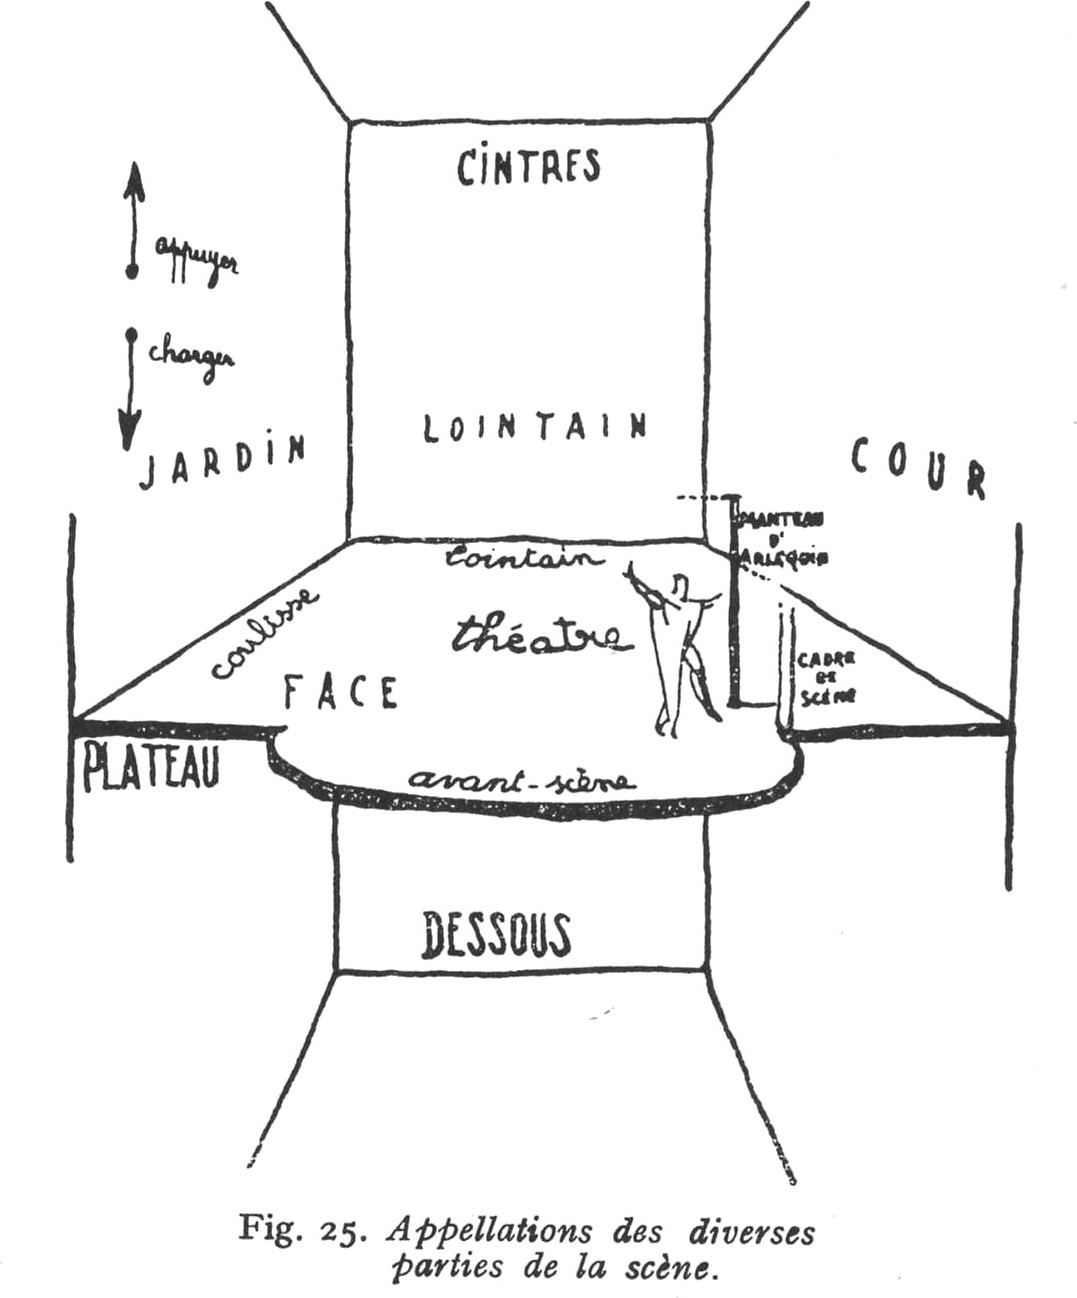 CiNTRES
appuyer
charger
JARDiN
LOINTAIN
COUR
MANTEAU
D'
ARLEQUIN
lointain
coulisse
théatre
CADRE
DE
SCÈNE
FACE
PLATEAU
avant-scène
DESSOUS
Fig. 25. Appellations des diverses
parties de la scène.